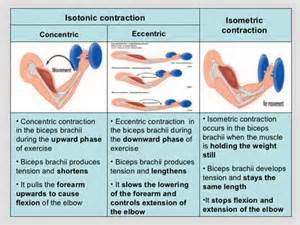 Isotonic contraction
Isometric
contraction
Concentric
Eccentric
Movement
No movement
• Concentric contraction
in the biceps brachii
during the upward phase
of exercise
• Biceps brachii produces
tension and shortens
• It pulls the forearm
upwards to cause
flexion of the elbow
• Eccentric contraction in
the biceps brachii during
the downward phase of
exercise
• Biceps brachii produces
tension and lengthens
• It slows the lowering of
the forearm and
controls extension of
the elbow
• Isometric contraction
occurs in the biceps
brachii when the muscle
is holding the weight
still
• Biceps brachii develops
tension and stays the
same length
•It stops flexion and
extension of the elbow